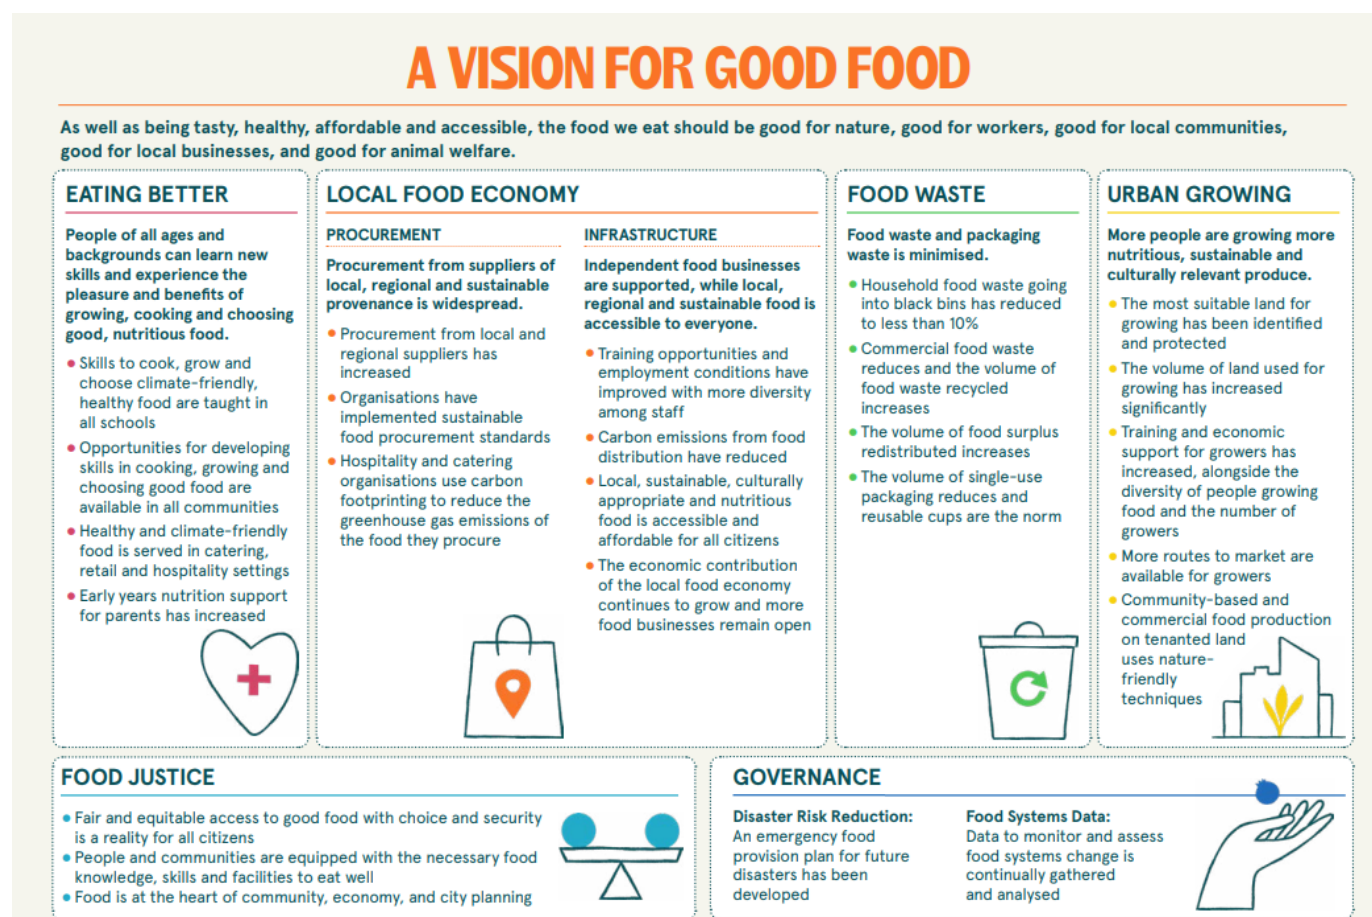 A VISION FOR GOOD FOOD
As well as being tasty, healthy, affordable and accessible, the food we eat should be good for nature, good for workers, good for local communities,
good for local businesses, and good for animal welfare.
EATING BETTER
People of all ages and
backgrounds can learn new
skills and experience the
pleasure and benefits of
growing, cooking and choosing
good, nutritious food.
• Skills to cook, grow and
choose climate-friendly,
healthy food are taught in
all schools
• Opportunities for developing
skills in cooking, growing and
choosing good food are
available in all communities
• Healthy and climate-friendly
food is served in catering,
retail and hospitality settings
• Early years nutrition support
for parents has increased
LOCAL FOOD ECONOMY
PROCUREMENT
Procurement from suppliers of
local, regional and sustainable
provenance is widespread.
• Procurement from local and
regional suppliers has
increased
• Organisations have
implemented sustainable
food procurement standards
• Hospitality and catering
organisations use carbon
footprinting to reduce the
greenhouse gas emissions of
the food they procure
INFRASTRUCTURE
Independent food businesses
are supported, while local,
regional and sustainable food is
accessible to everyone.
• Training opportunities and
employment conditions have
improved with more diversity
among staff
• Carbon emissions from food
distribution have reduced
• Local, sustainable, culturally
appropriate and nutritious
food is accessible and
affordable for all citizens
• The economic contribution
of the local food economy
continues to grow and more
food businesses remain open
FOOD WASTE
Food waste and packaging
waste is minimised.
• Household food waste going
into black bins has reduced
to less than 10%
• Commercial food waste
reduces and the volume of
food waste recycled
increases
• The volume of food surplus
redistributed increases
• The volume of single-use
packaging reduces and
reusable cups are the norm
URBAN GROWING
More people are growing more
nutritious, sustainable and
culturally relevant produce.
• The most suitable land for
growing has been identified
and protected
• The volume of land used for
growing has increased
significantly
• Training and economic
support for growers has
increased, alongside the
diversity of people growing
food and the number of
growers
• More routes to market are
available for growers
• Community-based and
commercial food production
on tenanted land
uses nature-
friendly
techniques
FOOD JUSTICE
• Fair and equitable access to good food with choice and security
is a reality for all citizens
• People and communities are equipped with the necessary food
knowledge, skills and facilities to eat well
• Food is at the heart of community, economy, and city planning
GOVERNANCE
Disaster Risk Reduction:
An emergency food
provision plan for future
disasters has been
developed
Food Systems Data:
Data to monitor and assess
food systems change is
continually gathered
and analysed